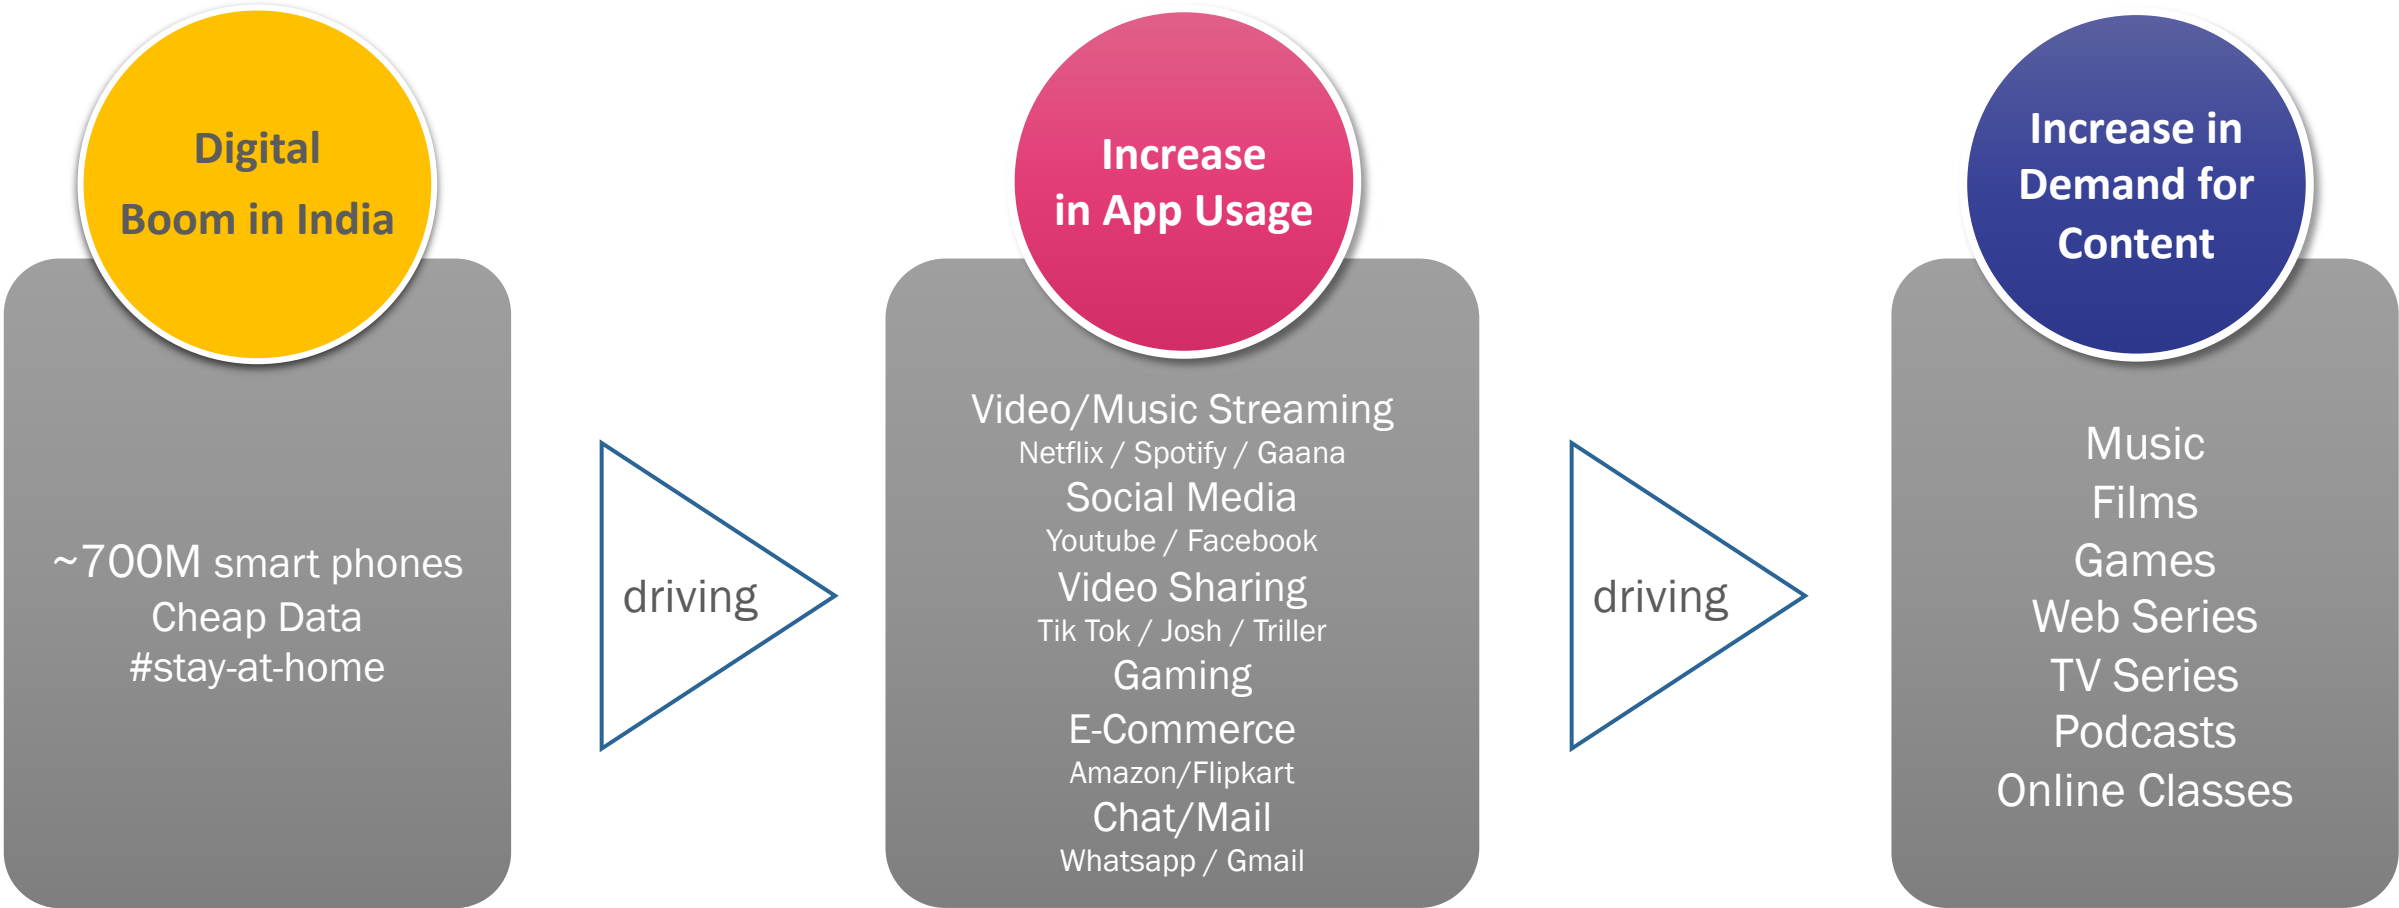 Digital
Boom in India
~700M smart phones
Cheap Data
#stay-at-home
driving
Increase
in App Usage
Video/Music Streaming
Netflix / Spotify / Gaana
Social Media
Youtube / Facebook
Video Sharing
Tik Tok / Josh / Triller
Gaming
E-Commerce
Amazon/Flipkart
Chat/Mail
Whatsapp / Gmail
driving
Increase in
Demand for
Content
Music
Films
Games
Web Series
TV Series
Podcasts
Online Classes